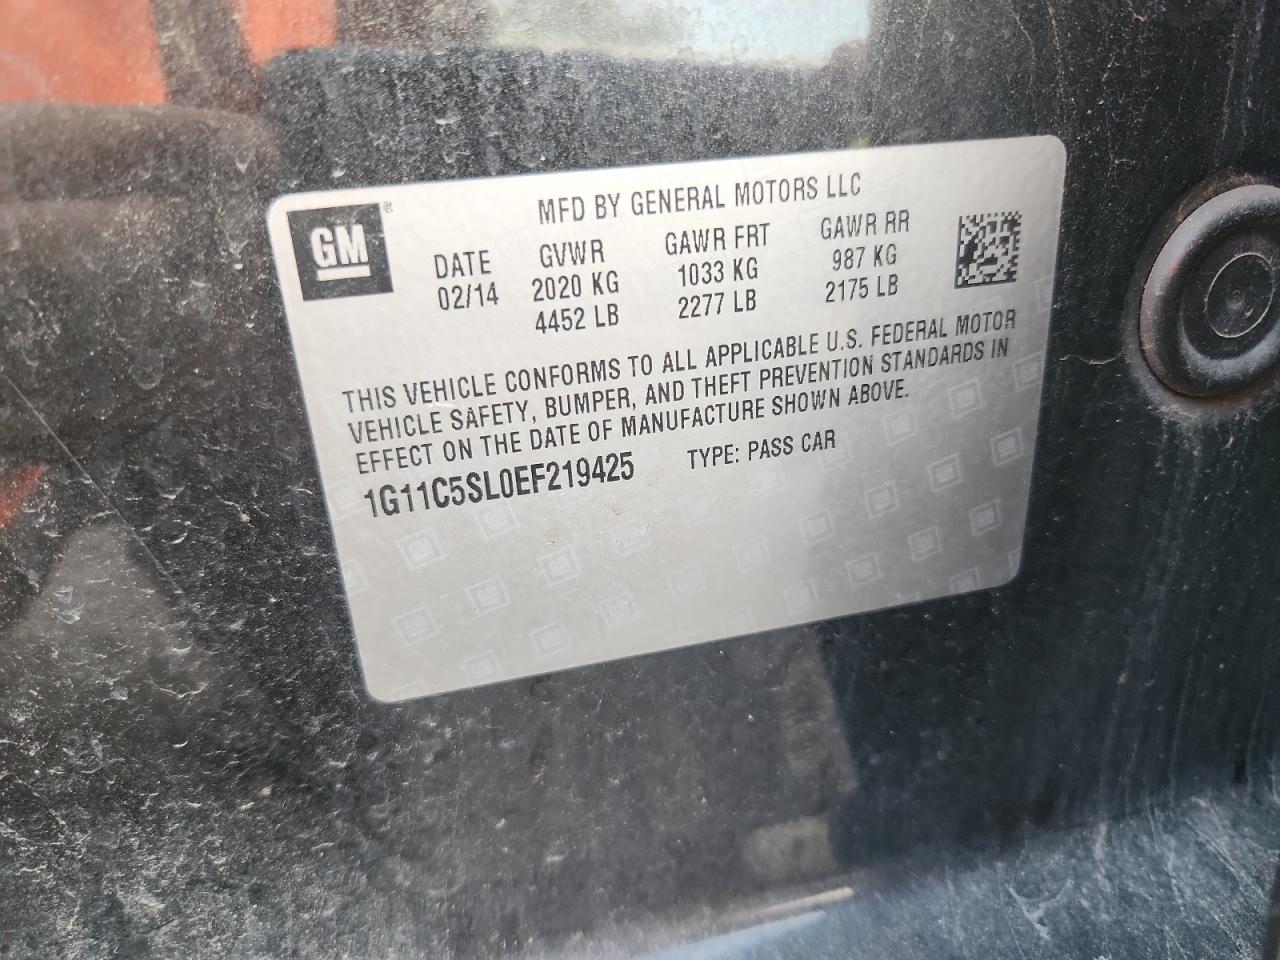 GM ®
MFD BY GENERAL MOTORS LLC
DATE GVWR GAWR FRT GAWR RR
02/14 2020 KG 1033 KG 987 KG
4452 LB 2277 LB 2175 LB
THIS VEHICLE CONFORMS TO ALL APPLICABLE U.S. FEDERAL MOTOR
VEHICLE SAFETY, BUMPER, AND THEFT PREVENTION STANDARDS IN
EFFECT ON THE DATE OF MANUFACTURE SHOWN ABOVE.
1G11C5SL0EF219425 TYPE: PASS CAR